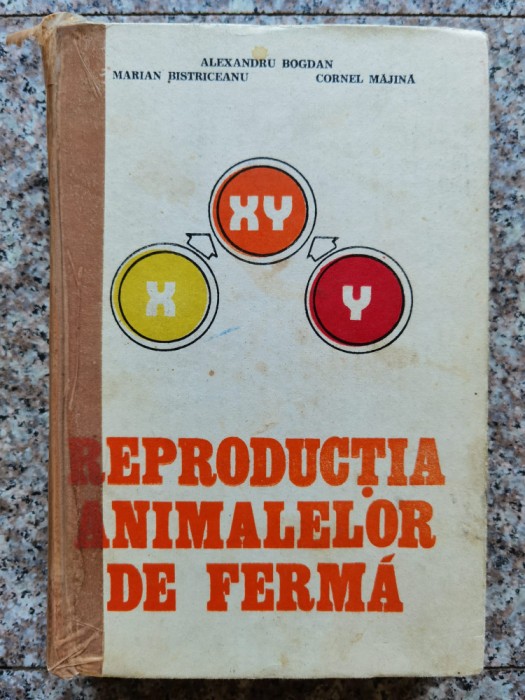 ALEXANDRU BOGDAN
MARIAN BISTRICEANU CORNEL MĂJINĂ
XY
X Y
REPRODUCȚIA
ANIMALELOR
DE FERMĂ